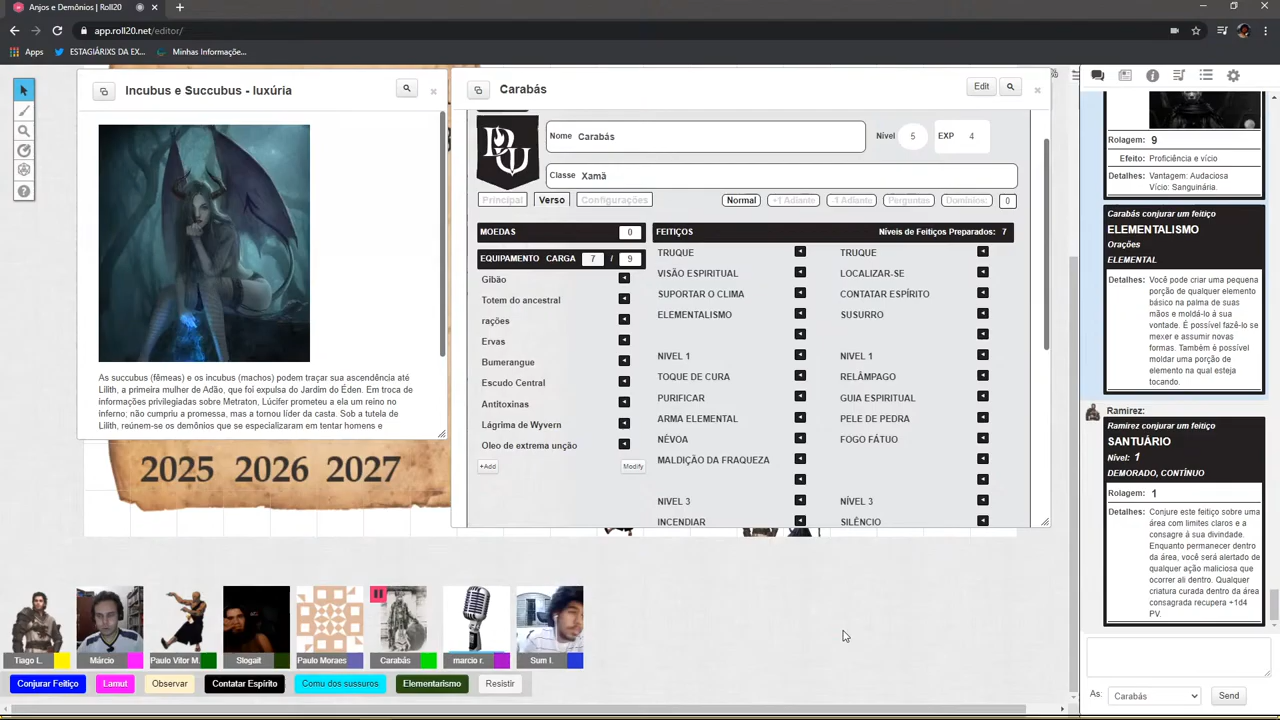 Anjos e Demônios | Roll20
app.roll20.net/editor/
Apps
ESTAGIÁRIXS DA EX...
Minhas Informaçõe...
Incubus e Succubus - luxúria
As succubus (fêmeas) e os incubus (machos) podem traçar sua ascendência até
Lilith, a primeira mulher de Adão, que foi expulsa do Jardim do Éden. Em troca de
informações privilegiadas sobre Metraton, Lúcifer prometeu a ela um reino no
inferno; não cumpriu a promessa, mas a tornou líder da casta. Sob a tutela de
Lilith, reúnem-se os demônios que se especializaram em tentar homens e
2025 2026 2027
Carabás
Edit
Nome Carabás
Nível 5
EXP 4
Classe Xamã
Principal
Verso
Configurações
Normal
+1 Adiante
-1 Adiante
Perguntas
Domínios:
0
MOEDAS 0
EQUIPAMENTO CARGA 7 / 9
Gibão
Totem do ancestral
rações
Ervas
Bumerangue
Escudo Central
Antitoxinas
Lágrima de Wyvern
Oleo de extrema unção
+Add
Modify
FEITIÇOS
Níveis de Feitiços Preparados: 7
TRUQUE
VISÃO ESPIRITUAL
SUPORTAR O CLIMA
ELEMENTALISMO
NIVEL 1
TOQUE DE CURA
PURIFICAR
ARMA ELEMENTAL
NÉVOA
MALDIÇÃO DA FRAQUEZA
NIVEL 3
INCENDIAR
TRUQUE
LOCALIZAR-SE
CONTATAR ESPÍRITO
SUSURRO
NIVEL 1
RELÂMPAGO
GUIA ESPIRITUAL
PELE DE PEDRA
FOGO FÁTUO
NÍVEL 3
SILÊNCIO
Rolagem: 9
Efeito: Proficiência e vício
Detalhes: Vantagem: Audaciosa
Vício: Sanguinária.
Carabás conjurar um feitiço
ELEMENTALISMO
Orações
ELEMENTAL
Detalhes: Você pode criar uma pequena
porção de qualquer elemento
básico na palma de suas
mãos e moldá-lo à sua
vontade. É possível fazê-lo se
mexer e assumir novas
formas. Também é possível
moldar uma porção de
elemento na qual esteja
tocando.
Ramirez:
Ramirez conjurar um feitiço
SANTUÁRIO
Nível: 1
DEMORADO, CONTÍNUO
Rolagem: 1
Detalhes: Conjure este feitiço sobre uma
área com limites claros e a
consagre à sua divindade.
Enquanto permanecer dentro
da área, você será alertado de
qualquer ação maliciosa que
ocorrer ali dentro. Qualquer
criatura curada dentro da área
consagrada recupera +1d4
PV.
As: Carabás
Send
Tiago L.
Márcio
Paulo Vitor M.
Slogait
Paulo Moraes
Carabás
marcio r.
Sum I.
Conjurar Feitiço
Lamut
Observar
Contatar Espírito
Comu dos sussuros
Elementarismo
Resistir